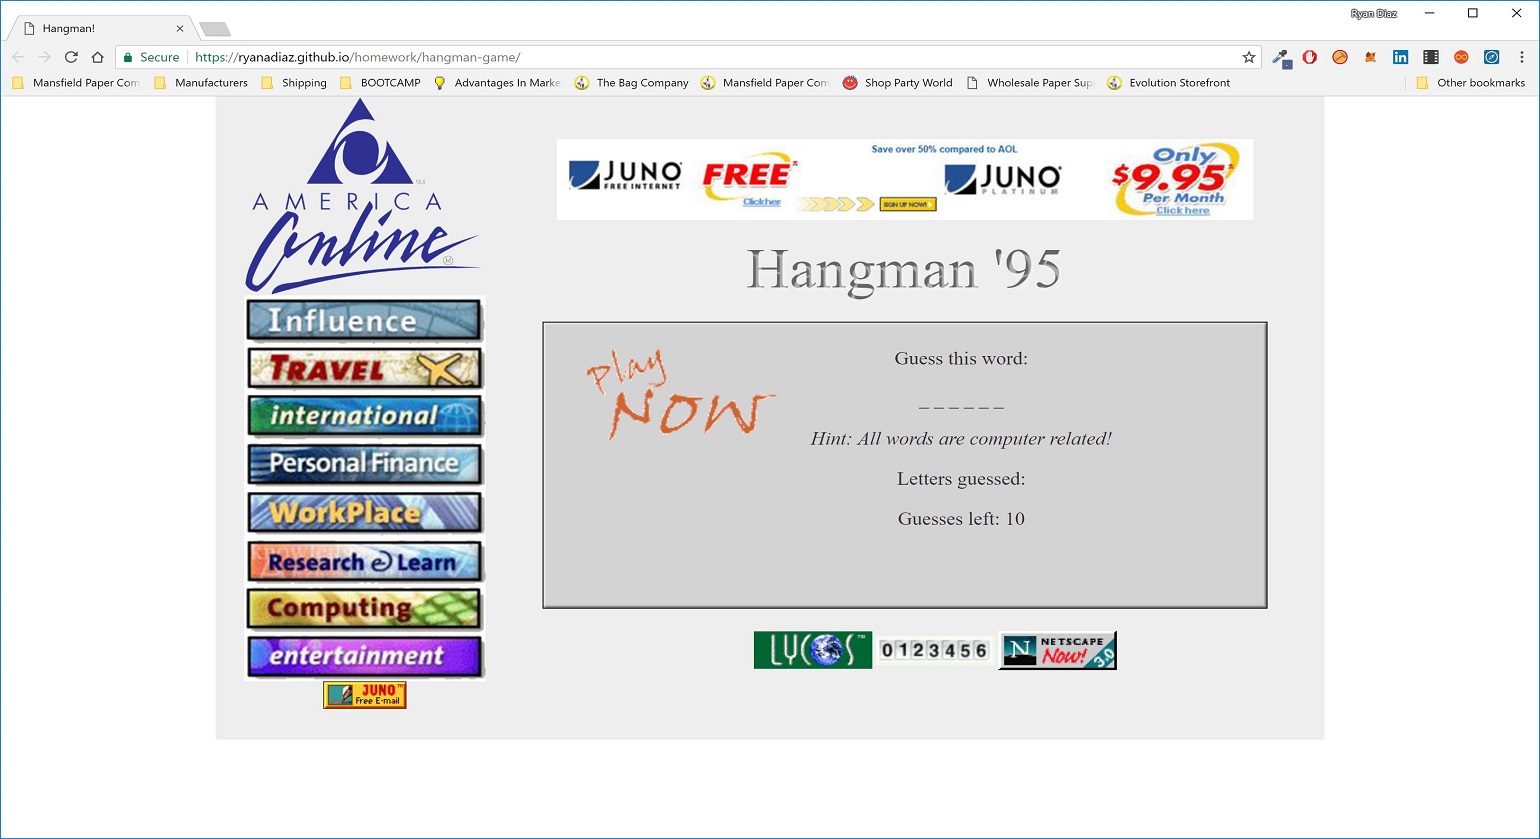 Hangman!
Ryan Diaz
Secure
https://ryanadiaz.github.io/homework/hangman-game/
Mansfield Paper Com
Manufacturers
Shipping
BOOTCAMP
Advantages In Marke
The Bag Company
Mansfield Paper Com
Shop Party World
Wholesale Paper Sup
Evolution Storefront
Other bookmarks
AMERICA
SM
Online
®
Influence
TRAVEL
international
Personal Finance
WorkPlace
Research & Learn
Computing
entertainment
JUNO™
Free E-mail
JUNO
FREE INTERNET
FREE*
Click her
SIGN UP NOW!
Save over 50% compared to AOL
JUNO
PLATINUM
Only
$9.95*
Per Month
Click here
Hangman '95
Play
NOW
Guess this word:
_ _ _ _ _ _
Hint: All words are computer related!
Letters guessed:
Guesses left: 10
LYCOS™
0123456
N
NETSCAPE
Now! 3.0